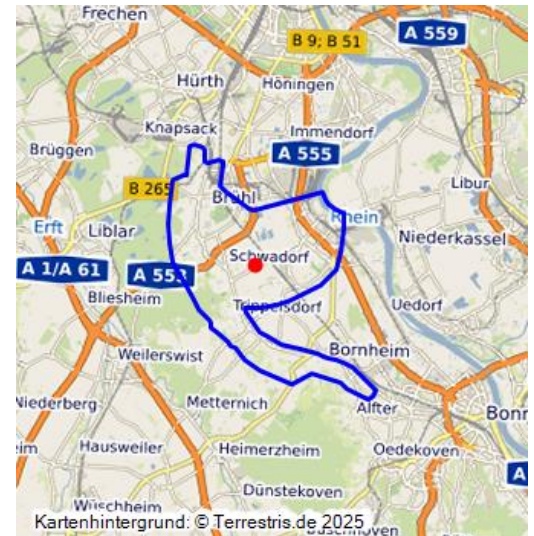 Frechen
B 9; B 51
A 559
Hürth
Höningen
Knapsack
Immendorf
Brüggen
A 555
B 265
Libur
Brühl
Rhein
Erft
Liblar
Niederkassel
Schwadorf
A 1/A 61
A 553
Bliesheim
Trippelsdorf
Uedorf
Weilerswist
Bornheim
Niederberg
Metternich
Alfter
Bonn
eim
Hausweiler
Heimerzheim
Oedekoven
A
Dünstekoven
Wüschheim
Buschhoven
Kartenhintergrund: © Terrestris.de 2025